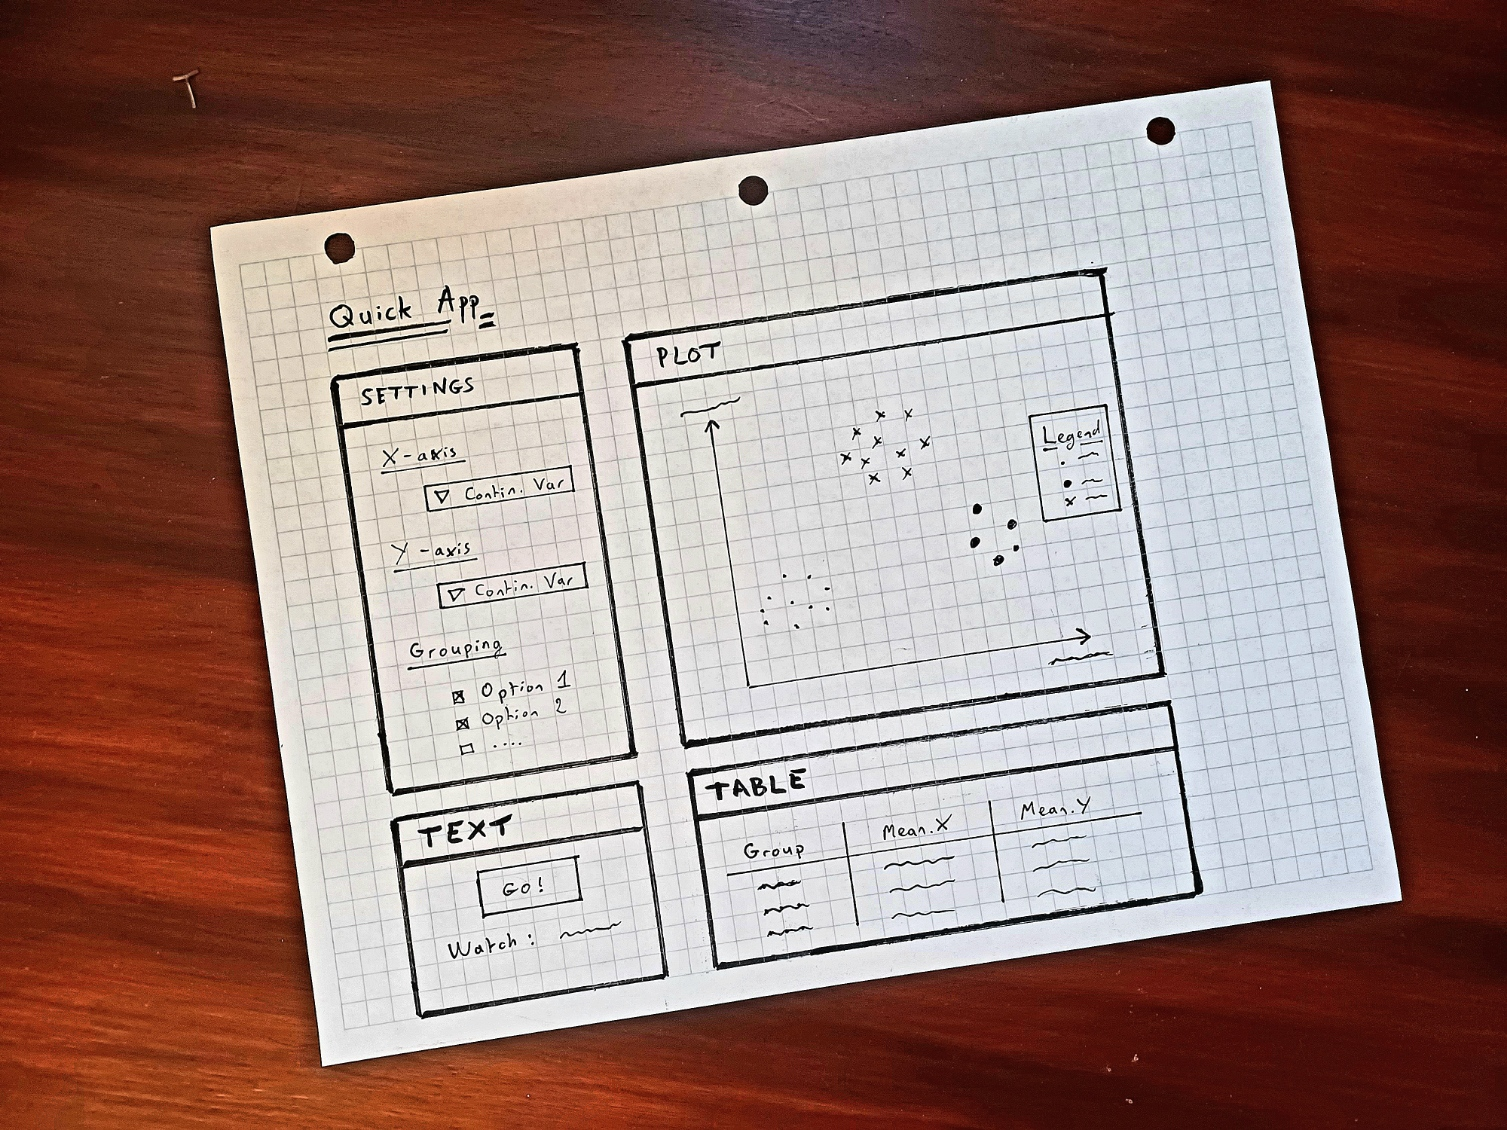 Quick App
SETTINGS
X-axis
▽ Contin. Var
Y-axis
▽ Contin. Var
Grouping
☒ Option 1
☒ Option 2
☐ ....
TEXT
GO!
Watch:
PLOT
Legend
TABLE
Group Mean.X Mean.Y